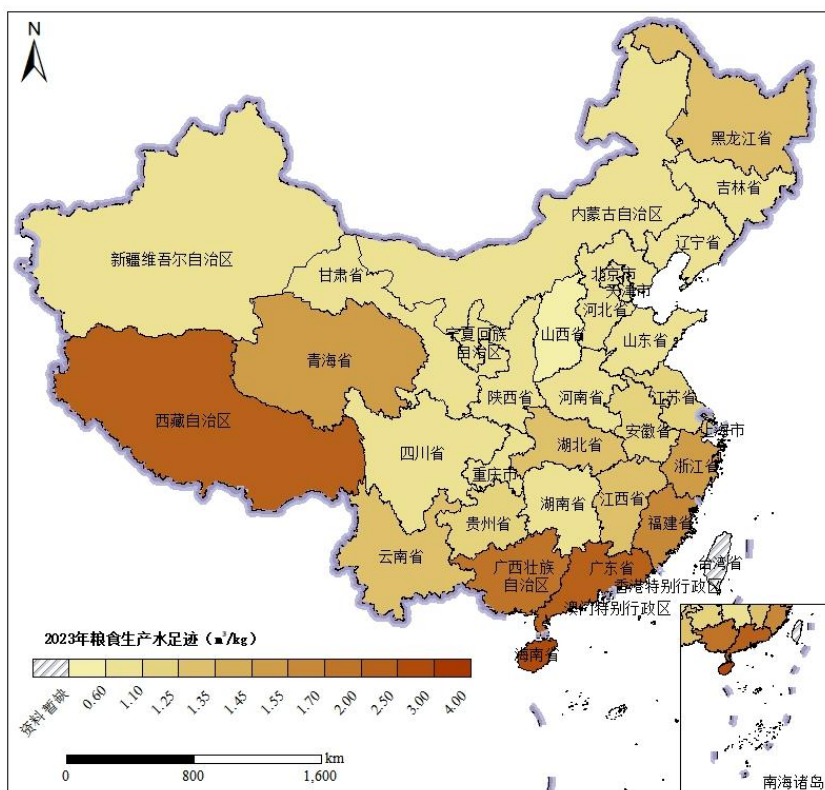 N
黑龙江省
吉林省
内蒙古自治区
辽宁省
新疆维吾尔自治区
甘肃省
北京市
天津市
河北省
宁夏回族
自治区
山西省
山东省
青海省
西藏自治区
陕西省
河南省
江苏省
安徽省
上海市
四川省
湖北省
重庆市
浙江省
湖南省
江西省
贵州省
福建省
云南省
广西壮族
自治区
广东省
台湾省
香港特别行政区
澳门特别行政区
海南省
2023年粮食生产水足迹（m³/kg）
资料暂缺
0.60
1.10
1.25
1.35
1.45
1.55
1.70
2.00
2.50
3.00
4.00
km
0
800
1,600
南海诸岛